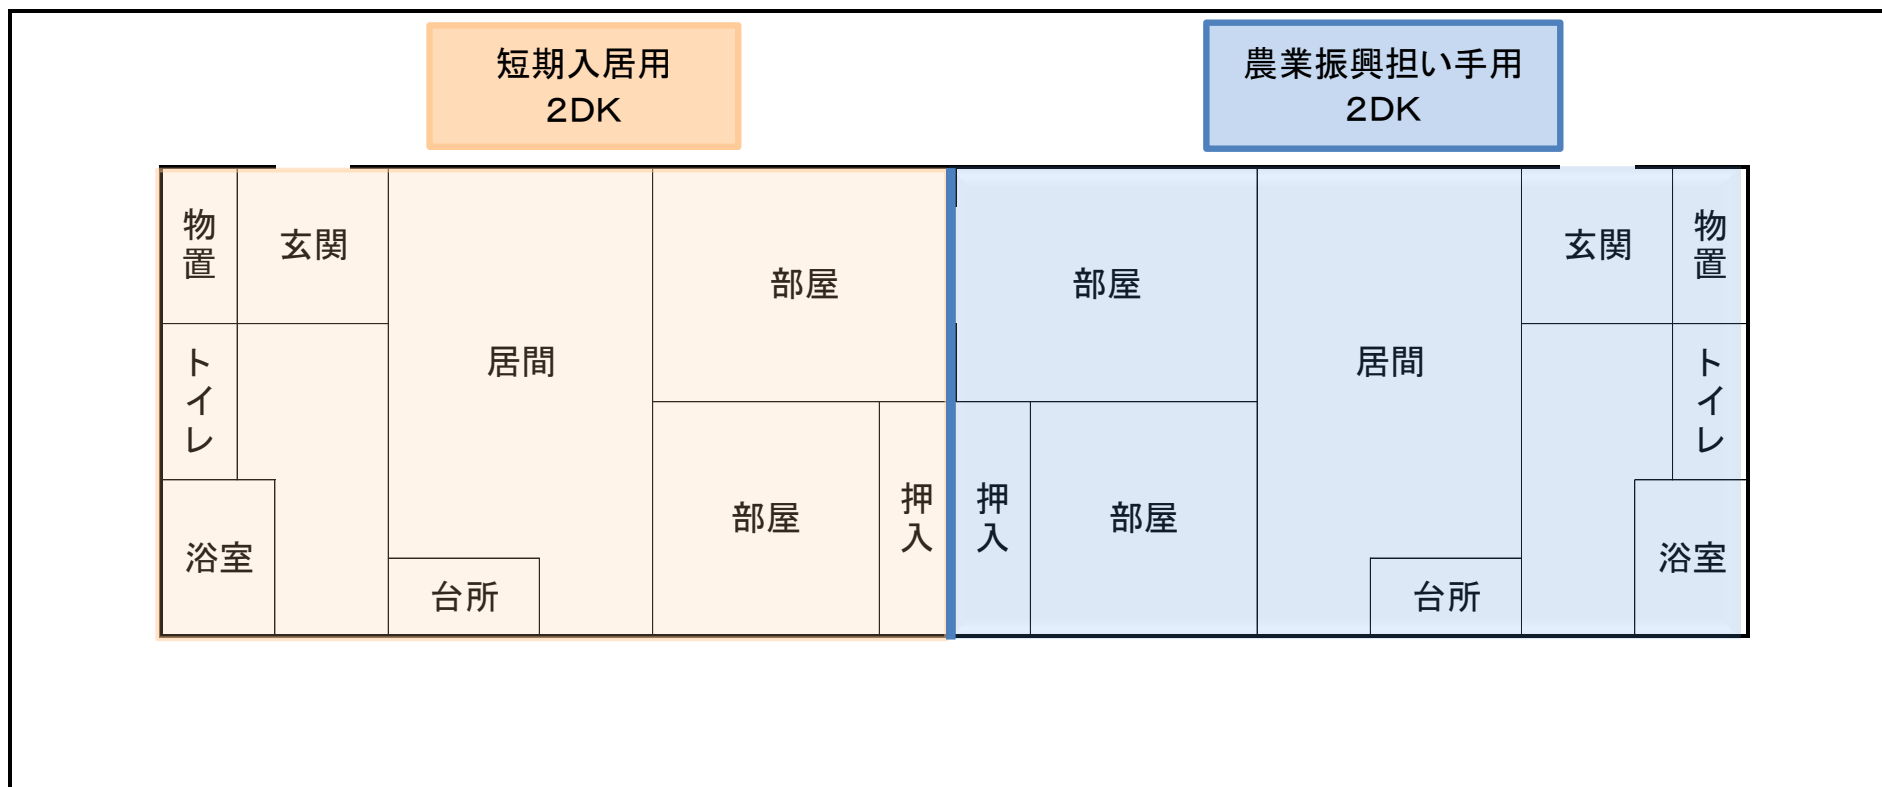 短期入居用
2DK
農業振興担い手用
2DK
物置
玄関
居間
部屋
部屋
玄関
物置
居間
トイレ
トイレ
部屋
押入
押入
部屋
浴室
台所
台所
浴室